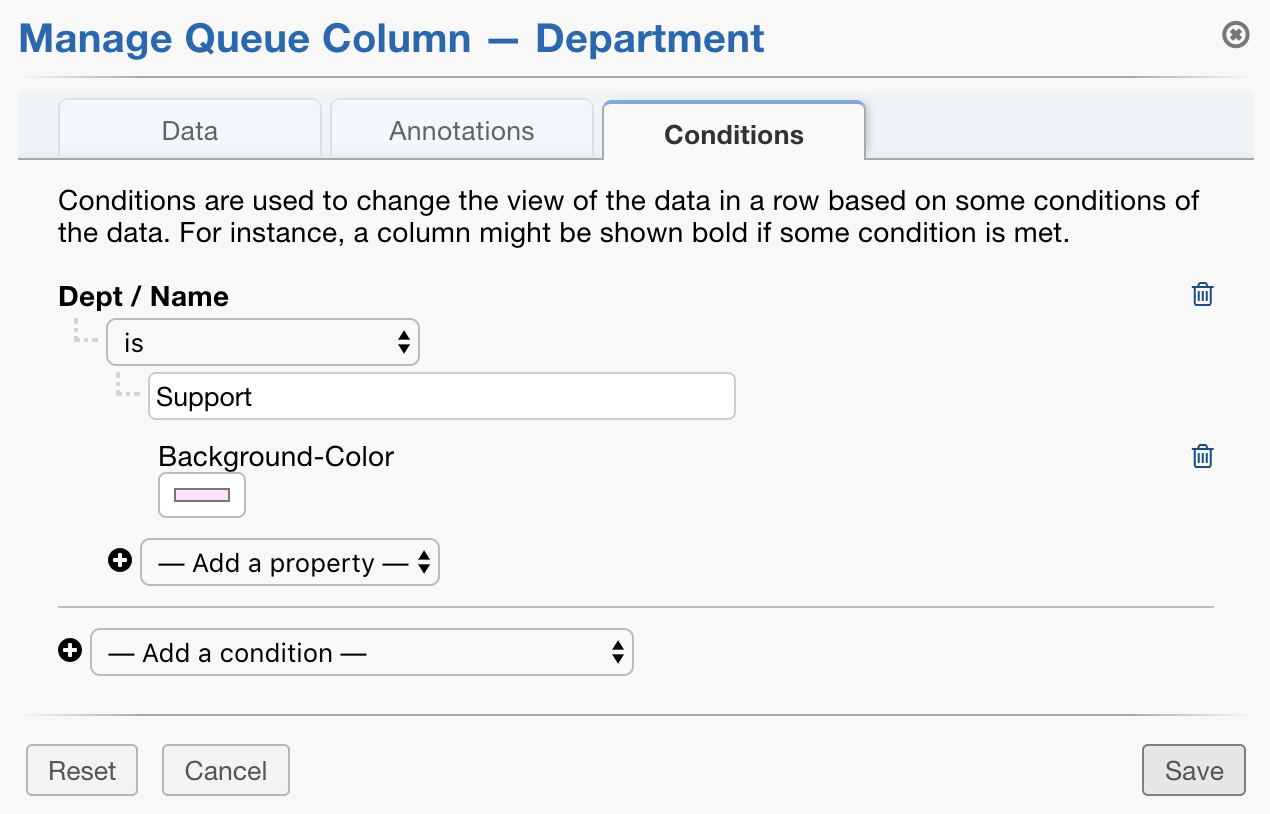 Manage Queue Column — Department
Data
Annotations
Conditions
Conditions are used to change the view of the data in a row based on some conditions of
the data. For instance, a column might be shown bold if some condition is met.
Dept / Name
is
Support
Background-Color
— Add a property —
— Add a condition —
Reset
Cancel
Save